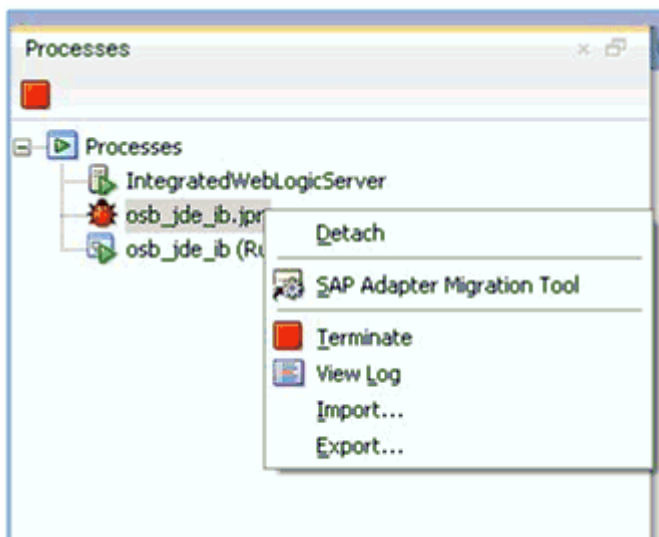 Processes
Processes
IntegratedWebLogicServer
osb_jde_ib.jpr
osb_jde_ib (Ru
Detach
SAP Adapter Migration Tool
Terminate
View Log
Import...
Export...